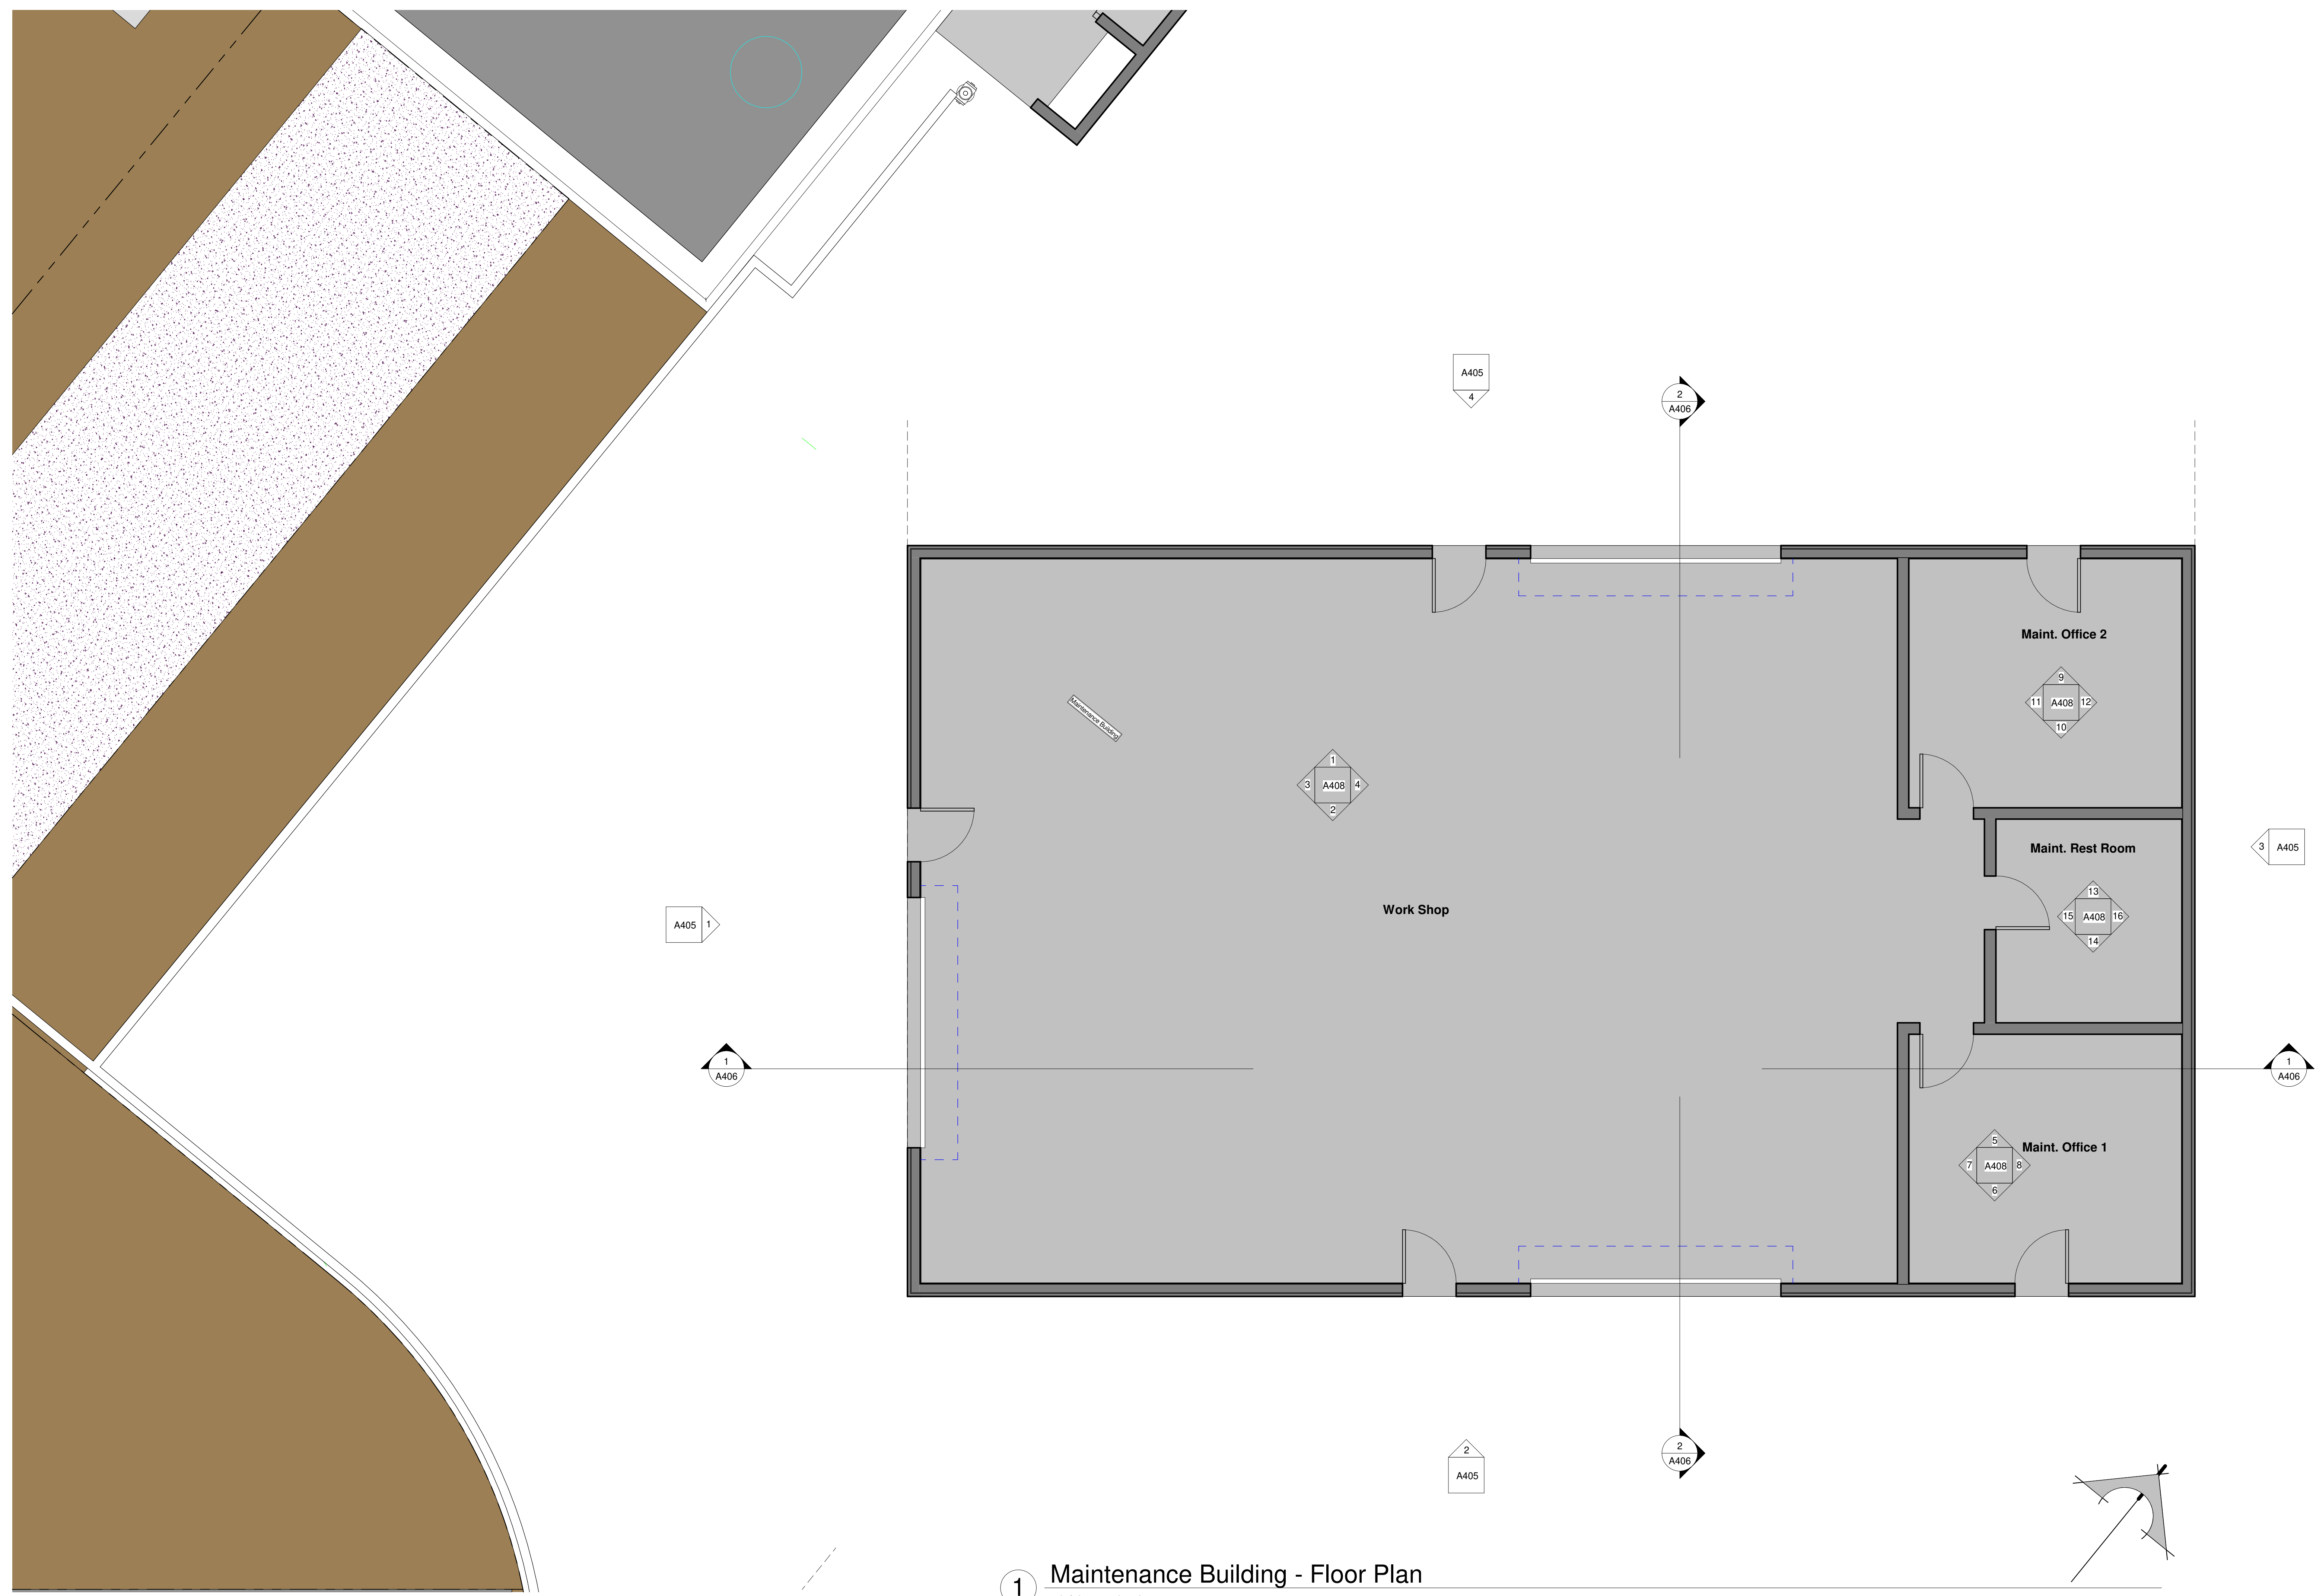 A405
4
2
A406
Maint. Office 2
9
11 A408 12
10
Maintenance Building
1
3 A408 4
2
Maint. Rest Room
3 A405
13
15 A408 16
14
Work Shop
A405 1
1
A406
1
A406
5
7 A408 8
6
Maint. Office 1
2
A405
2
A406
1 Maintenance Building - Floor Plan